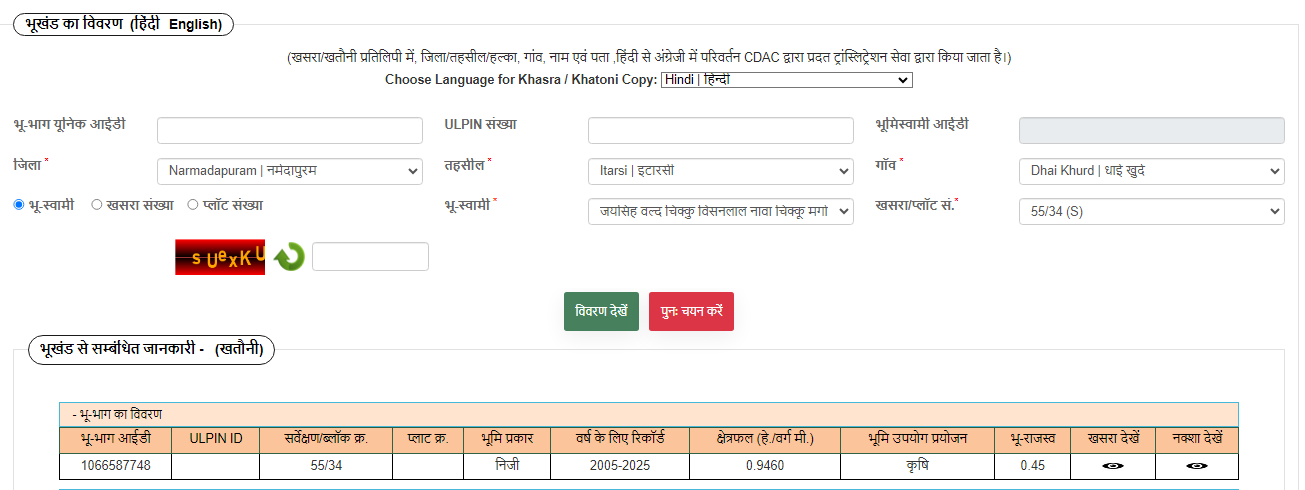 भूखंड का विवरण (हिंदी English)
(खसरा/खतौनी प्रतिलिपी में, जिला/तहसील/हल्का, गांव, नाम एवं पता ,हिंदी से अंग्रेजी में परिवर्तन CDAC द्वारा प्रदत ट्रांस्लिट्रेशन सेवा द्वारा किया जाता है।)
Choose Language for Khasra / Khatoni Copy: Hindi | हिन्दी
भू-भाग यूनिक आईडी ULPIN संख्या भूमिस्वामी आईडी
जिला * Narmadapuram | नर्मदापुरम तहसील * Itarsi | इटारसी गाँव * Dhai Khurd | धाई खुर्द
भू-स्वामी खसरा संख्या प्लॉट संख्या भू-स्वामी * जयसिंह वल्द चिक्कु विसनलाल नावा चिक्कू मर्गा खसरा/प्लॉट सं.* 55/34 (S)
sUexKU
विवरण देखें पुनः चयन करें
भूखंड से सम्बंधित जानकारी - (खतौनी)
- भू-भाग का विवरण
भू-भाग आईडी ULPIN ID सर्वेक्षण/ब्लॉक क्र. प्लाट क्र. भूमि प्रकार वर्ष के लिए रिकॉर्ड क्षेत्रफल (हे./वर्ग मी.) भूमि उपयोग प्रयोजन भू-राजस्व खसरा देखें नक्शा देखें
1066587748 55/34 निजी 2005-2025 0.9460 कृषि 0.45